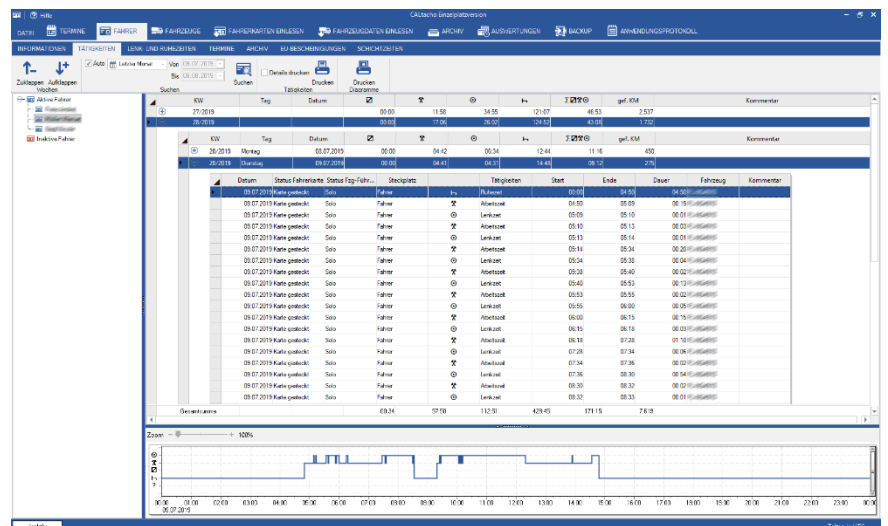 Hilfe CALtacho Einzelplatzversion
DATEI TERMINE FAHRER FAHRZEUGE FAHRERKARTEN EINLESEN FAHRZEUGDATEN EINLESEN ARCHIV AUSWERTUNGEN BACKUP ANWENDUNGSPROTOKOLL
INFORMATIONEN TÄTIGKEITEN LENK- UND RUHEZEITEN TERMINE ARCHIV EU-BESCHEINIGUNGEN SCHICHTZEITEN
Auto Letzter Monat Von 09.07.2019
Bis 08.08.2019
Details drucken
Zuklappen Aufklappen Suchen Drucken Drucken
Wochen Suchen Tätigkeiten Diagramme
Aktive Fahrer
Inaktive Fahrer
KW Tag Datum Σ gef. KM Kommentar
27/2019 00:00 11:58 34:55 121:07 46:53 2.537
28/2019 00:00 17:06 26:02 124:52 43:08 1.732
KW Tag Datum Σ gef. KM Kommentar
28/2019 Montag 08.07.2019 00:00 04:42 06:34 12:44 11:16 450
28/2019 Dienstag 09.07.2019 00:00 04:41 04:31 14:48 09:12 275
Datum Status Fahrerkarte Status Fzg-Führ... Steckplatz Tätigkeiten Start Ende Dauer Fahrzeug Kommentar
09.07.2019 Karte gesteckt Solo Fahrer Ruhezeit 00:00 04:50 04:50
09.07.2019 Karte gesteckt Solo Fahrer Arbeitszeit 04:50 05:09 00:19
09.07.2019 Karte gesteckt Solo Fahrer Lenkzeit 05:09 05:10 00:01
09.07.2019 Karte gesteckt Solo Fahrer Arbeitszeit 05:10 05:13 00:03
09.07.2019 Karte gesteckt Solo Fahrer Lenkzeit 05:13 05:14 00:01
09.07.2019 Karte gesteckt Solo Fahrer Arbeitszeit 05:14 05:34 00:20
09.07.2019 Karte gesteckt Solo Fahrer Lenkzeit 05:34 05:38 00:04
09.07.2019 Karte gesteckt Solo Fahrer Arbeitszeit 05:38 05:40 00:02
09.07.2019 Karte gesteckt Solo Fahrer Lenkzeit 05:40 05:53 00:13
09.07.2019 Karte gesteckt Solo Fahrer Arbeitszeit 05:53 05:55 00:02
09.07.2019 Karte gesteckt Solo Fahrer Lenkzeit 05:55 06:00 00:05
09.07.2019 Karte gesteckt Solo Fahrer Arbeitszeit 06:00 06:15 00:15
09.07.2019 Karte gesteckt Solo Fahrer Lenkzeit 06:15 06:18 00:03
09.07.2019 Karte gesteckt Solo Fahrer Arbeitszeit 06:18 07:28 01:10
09.07.2019 Karte gesteckt Solo Fahrer Lenkzeit 07:28 07:34 00:06
09.07.2019 Karte gesteckt Solo Fahrer Arbeitszeit 07:34 07:36 00:02
09.07.2019 Karte gesteckt Solo Fahrer Lenkzeit 07:36 08:30 00:54
09.07.2019 Karte gesteckt Solo Fahrer Arbeitszeit 08:30 08:32 00:02
09.07.2019 Karte gesteckt Solo Fahrer Lenkzeit 08:32 08:33 00:01
Gesamtsumme 00:34 57:50 112:51 428:45 171:15 7.618
Zoom 100%
?
00:00 01:00 02:00 03:00 04:00 05:00 06:00 07:00 08:00 09:00 10:00 11:00 12:00 13:00 14:00 15:00 16:00 17:00 18:00 19:00 20:00 21:00 22:00 23:00 00:00
09.07.2019